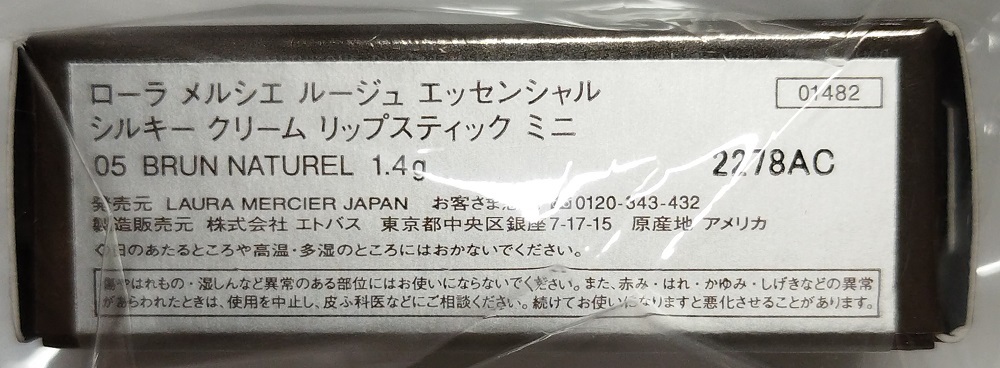 ローラ メルシエ ルージュ エッセンシャル
01482
シルキー クリーム リップスティック ミニ
05 BRUN NATUREL 1.4g
2278AC
発売元 LAURA MERCIER JAPAN お客さま 0120-343-432
製造販売元 株式会社 エトバス 東京都中央区銀座7-17-15 原産地 アメリカ
日のあたるところや高温・多湿のところにはおかないでください。
傷やはれもの・湿しんなど異常のある部位にはお使いにならないでください。また、赤み・はれ・かゆみ・しげきなどの異常
があらわれたときは、使用を中止し、皮ふ科医などにご相談ください。続けてお使いになりますと悪化させることがあります。